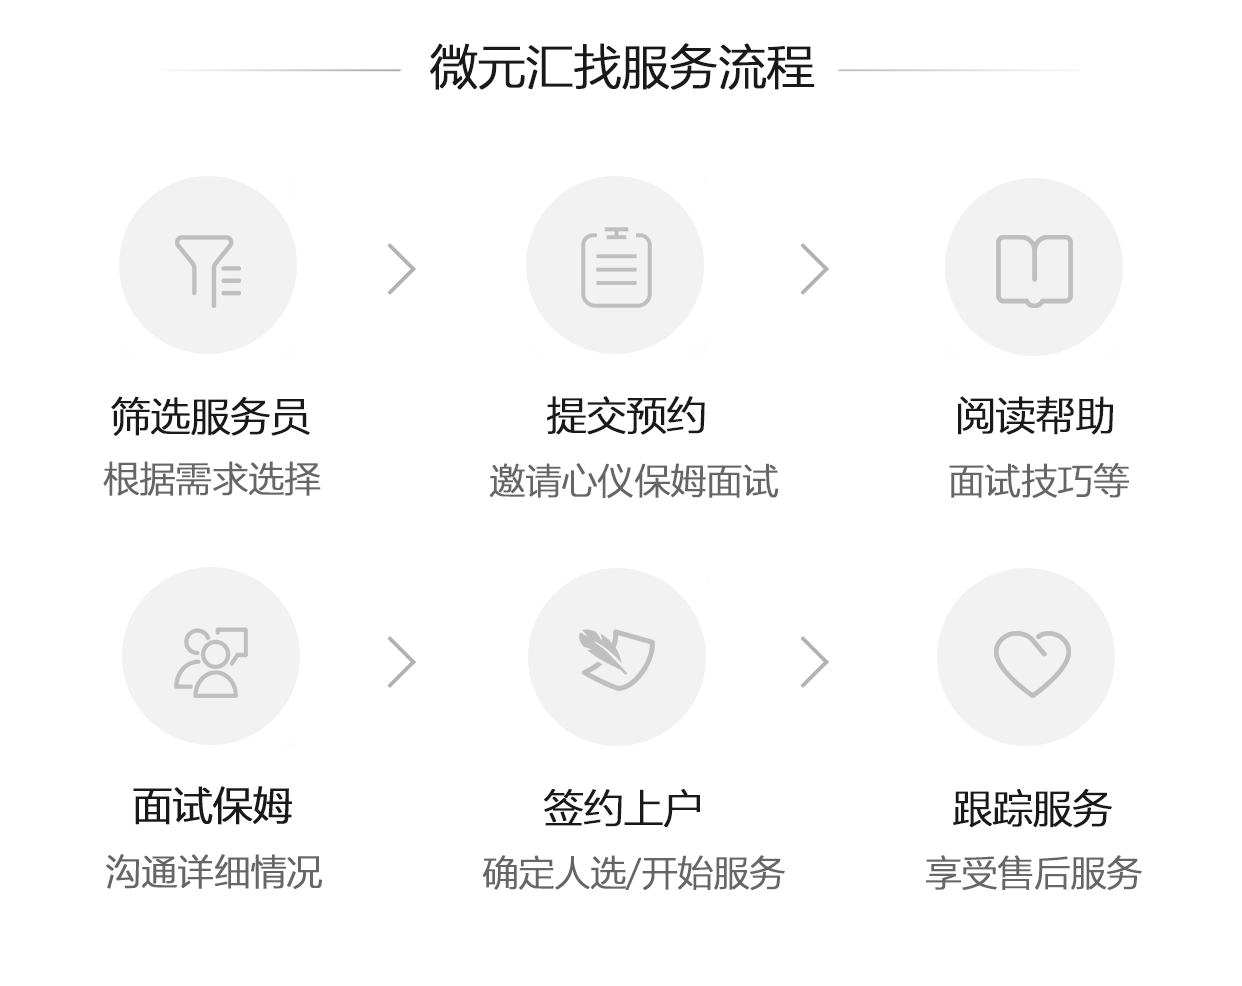 微元汇找服务流程
筛选服务员
提交预约
阅读帮助
根据需求选择
邀请心仪保姆面试
面试技巧等
面试保姆
签约上户
跟踪服务
沟通详细情况
确定人选/开始服务
享受售后服务